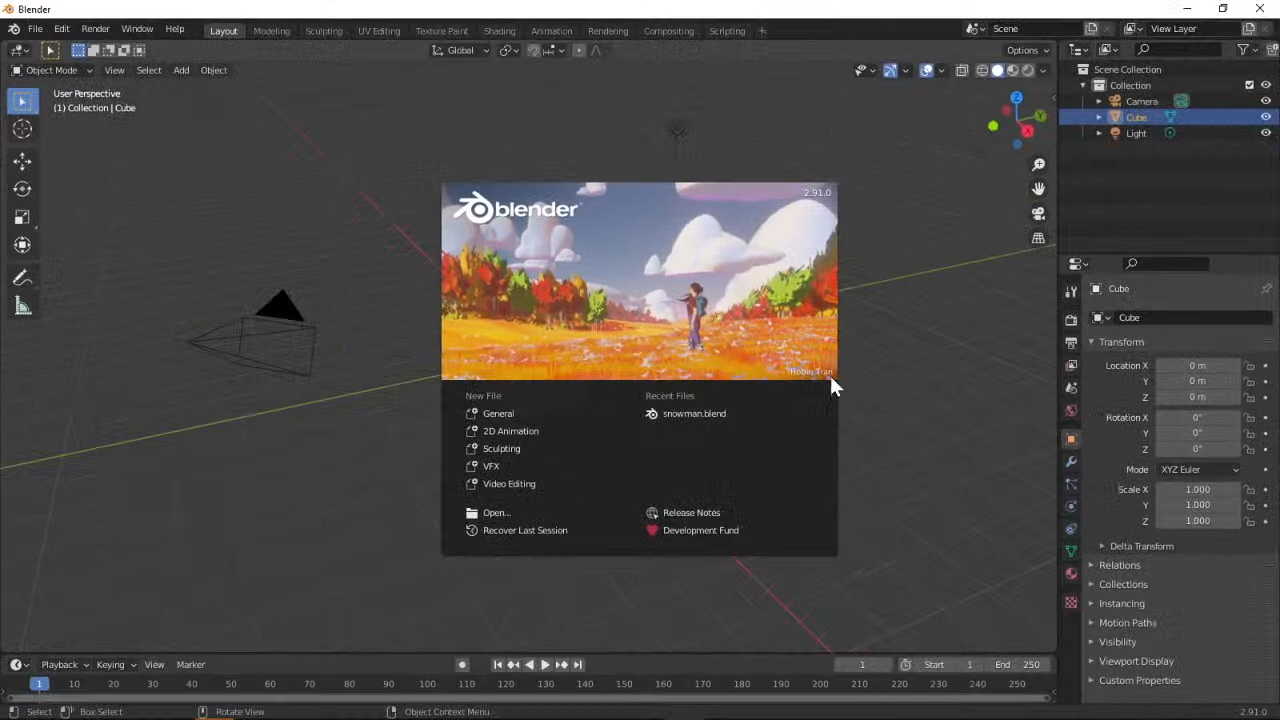 Blender
File Edit Render Window Help
Layout Modeling Sculpting UV Editing Texture Paint Shading Animation Rendering Compositing Scripting +
Scene
View Layer
Global
Options
Object Mode View Select Add Object
User Perspective
(1) Collection | Cube
Z
Y
X
Scene Collection
Collection
Camera
Cube
Light
blender
2.91.0
Robin Tran
New File
General
2D Animation
Sculpting
VFX
Video Editing
Open...
Recover Last Session
Recent Files
snowman.blend
Release Notes
Development Fund
Cube
Cube
Transform
Location X 0 m
Y 0 m
Z 0 m
Rotation X 0°
Y 0°
Z 0°
Mode XYZ Euler
Scale X 1.000
Y 1.000
Z 1.000
Delta Transform
Relations
Collections
Instancing
Motion Paths
Visibility
Viewport Display
Custom Properties
Playback Keying View Marker
1 Start 1 End 250
1 10 20 30 40 50 60 70 80 90 100 110 120 130 140 150 160 170 180 190 200 210 220 230 240 250
Select Box Select Rotate View Object Context Menu 2.91.0